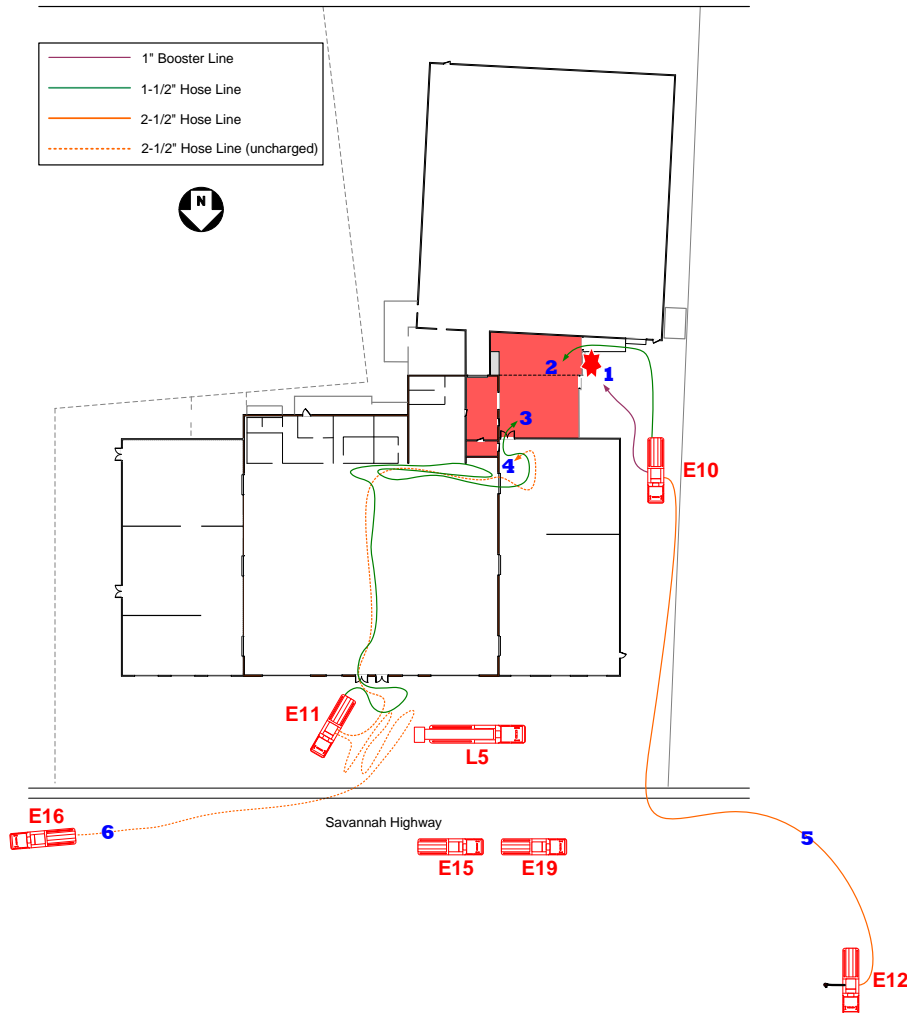 1" Booster Line
1-1/2" Hose Line
2-1/2" Hose Line
2-1/2" Hose Line (uncharged)
N
2
1
3
4
E10
E11
L5
E16
6
Savannah Highway
5
E15
E19
E12